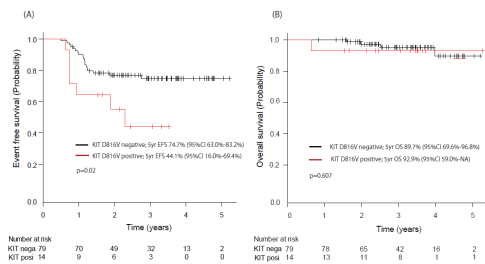 (A)
(B)
1.0
0.8
0.6
0.4
0.2
0
Event free survival (Probability)
KIT D816V negative; 5yr EFS 74.7% (95%CI 63.0%-83.2%)
KIT D816V positive; 5yr EFS 44.1% (95%CI 16.0%-69.4%)
p=0.02
0 1 2 3 4 5
Time (years)
Number at risk
KIT nega 79 70 49 32 13 2
KIT posi 14 9 6 3 0 0
1.0
0.8
0.6
0.4
0.2
0
Overall survival (Probability)
KIT D816V negative; 5yr OS 89.7% (95%CI 69.6%-96.8%)
KIT D816V positive; 5yr OS 92.9% (95%CI 59.0%-NA)
p=0.607
0 1 2 3 4 5
Time (years)
Number at risk
KIT nega 79 78 65 42 16 2
KIT posi 14 13 11 8 1 1